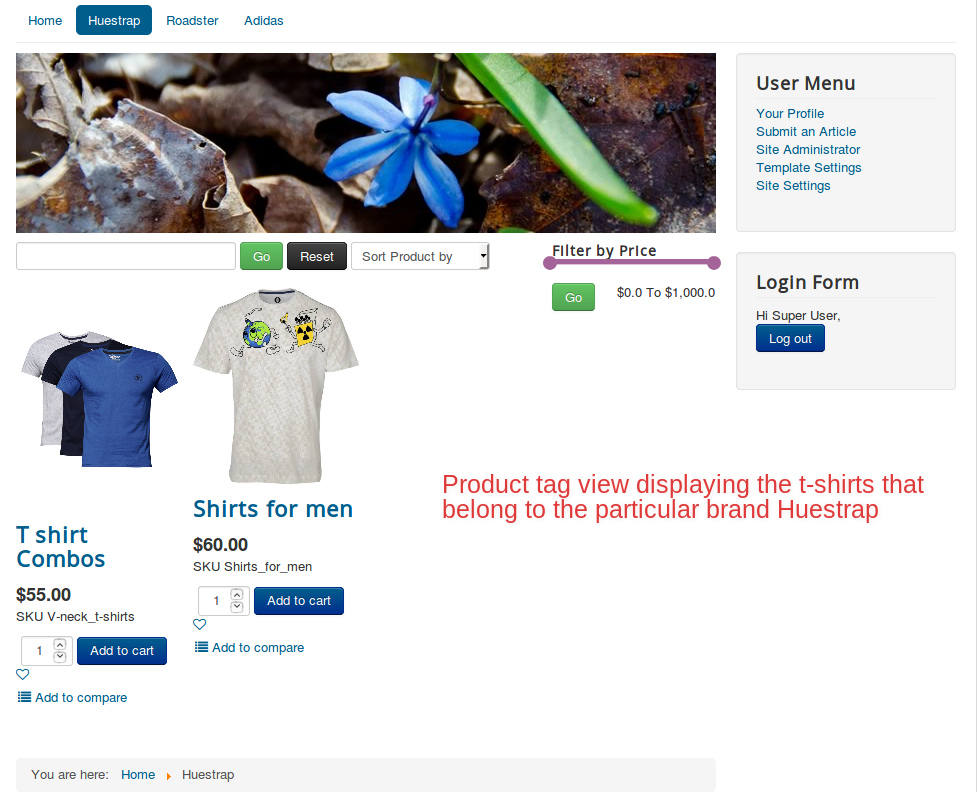 Home Huestrap Roadster Adidas
User Menu
Your Profile
Submit an Article
Site Administrator
Template Settings
Site Settings
Go Reset Sort Product by
Filter by Price
Go $0.0 To $1,000.0
Login Form
Hi Super User,
Log out
T shirt
Combos
$55.00
SKU V-neck_t-shirts
1 Add to cart
Add to compare
Shirts for men
$60.00
SKU Shirts_for_men
1 Add to cart
Add to compare
Product tag view displaying the t-shirts that
belong to the particular brand Huestrap
You are here: Home Huestrap